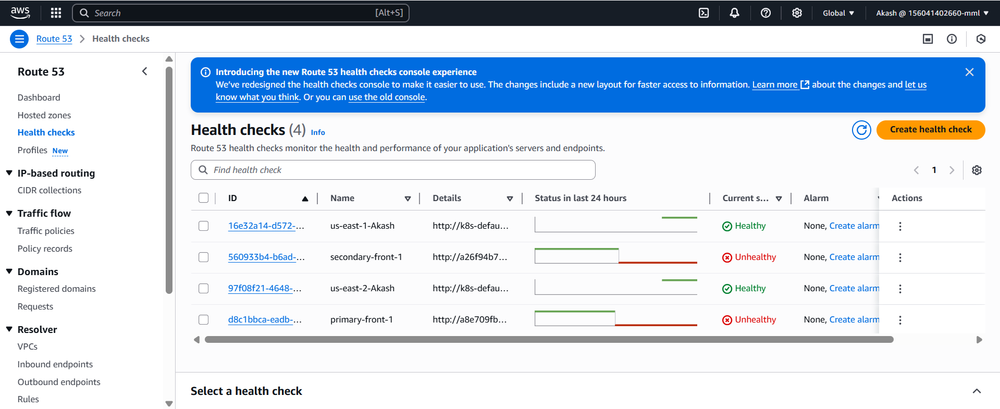 aws
Search
[Alt+S]
Global
Akash @ 156041402660-mml
Route 53
Health checks
Route 53
Dashboard
Hosted zones
Health checks
Profiles New
IP-based routing
CIDR collections
Traffic flow
Traffic policies
Policy records
Domains
Registered domains
Requests
Resolver
VPCs
Inbound endpoints
Outbound endpoints
Rules
Introducing the new Route 53 health checks console experience
We've redesigned the health checks console to make it easier to use. The changes include a new layout for faster access to information. Learn more about the changes and let us
know what you think. Or you can use the old console.
Health checks (4) Info
Create health check
Route 53 health checks monitor the health and performance of your application's servers and endpoints.
Find health check
1
ID Name Details Status in last 24 hours Current s... Alarm Actions
16e32a14-d572-... us-east-1-Akash http://k8s-defau... Healthy None, Create alarm
560933b4-b6ad-... secondary-front-1 http://a26f94b7... Unhealthy None, Create alarm
97f08f21-4648-... us-east-2-Akash http://k8s-defau... Healthy None, Create alarm
d8c1bbca-eadb-... primary-front-1 http://a8e709fb... Unhealthy None, Create alarm
Select a health check